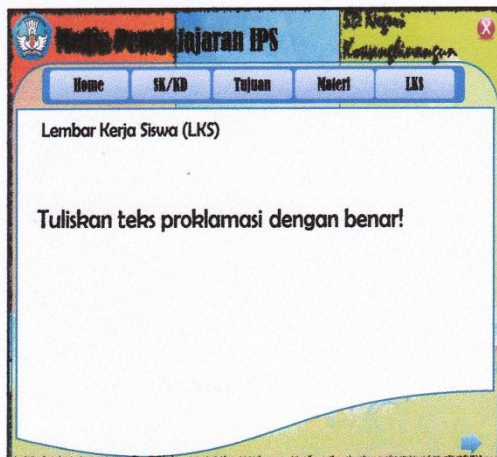 Media Pembelajaran IPS
SD Negeri
Home
SK/KD
Tujuan
Materi
LKS
Lembar Kerja Siswa (LKS)
Tuliskan teks proklamasi dengan benar!